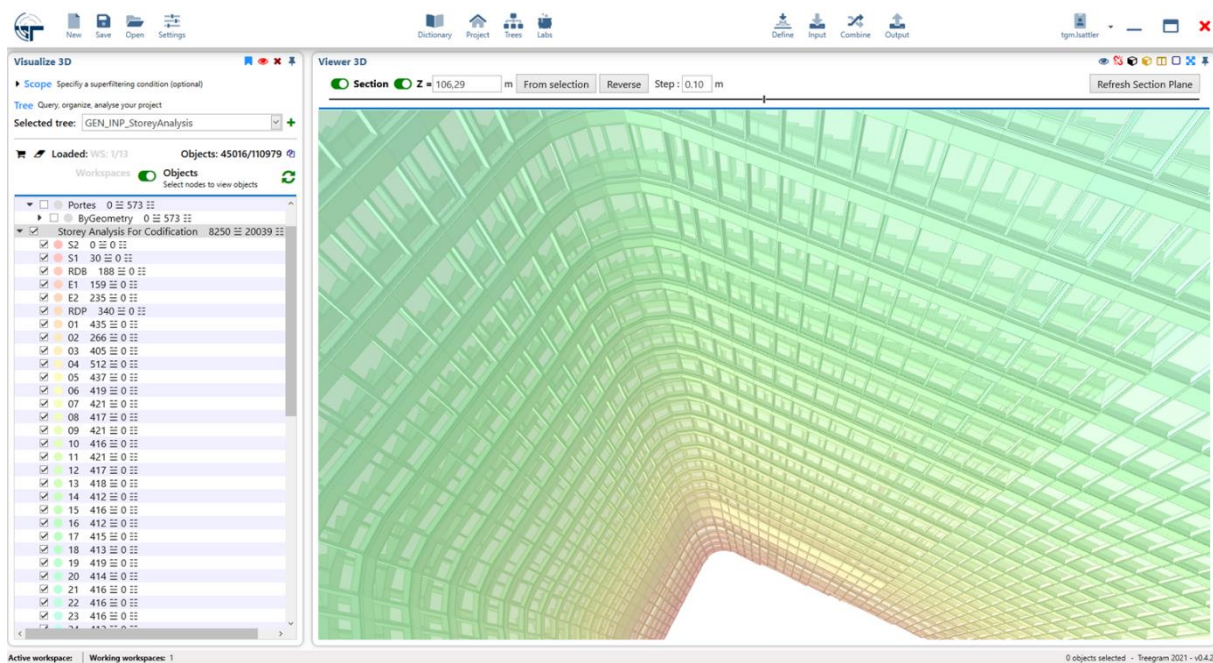 New Save Open Settings
Dictionary Project Trees Labs
Define Input Combine Output
tgm.lsattler
Visualize 3D
Scope Specifiy a superfiltering condition (optional)
Tree Query, organize, analyse your project
Selected tree: GEN_INP_StoreyAnalysis
Loaded: WS: 1/13 Objects: 45016/110979
Workspaces Objects
Select nodes to view objects
Portes 0 573
ByGeometry 0 573
Storey Analysis For Codification 8250 20039
S2 0 0
S1 30 0
RDB 188 0
E1 159 0
E2 235 0
RDP 340 0
01 435 0
02 266 0
03 405 0
04 512 0
05 437 0
06 419 0
07 421 0
08 417 0
09 421 0
10 416 0
11 421 0
12 417 0
13 418 0
14 412 0
15 416 0
16 412 0
17 415 0
18 413 0
19 419 0
20 414 0
21 416 0
22 416 0
23 416 0
Viewer 3D
Section Z = 106,29 m From selection Reverse Step : 0.10 m Refresh Section Plane
Active workspace: Working workspaces: 1
0 objects selected - Treegram 2021 - v0.4.2